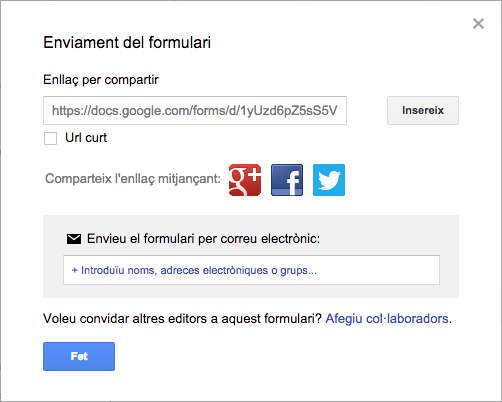 Enviament del formulari
Enllaç per compartir
https://docs.google.com/forms/d/1yUzd6pZ5sS5V
Insereix
Url curt
Comparteix l'enllaç mitjançant:
Envieu el formulari per correu electrònic:
+ Introduïu noms, adreces electròniques o grups...
Voleu convidar altres editors a aquest formulari? Afegiu col·laboradors.
Fet